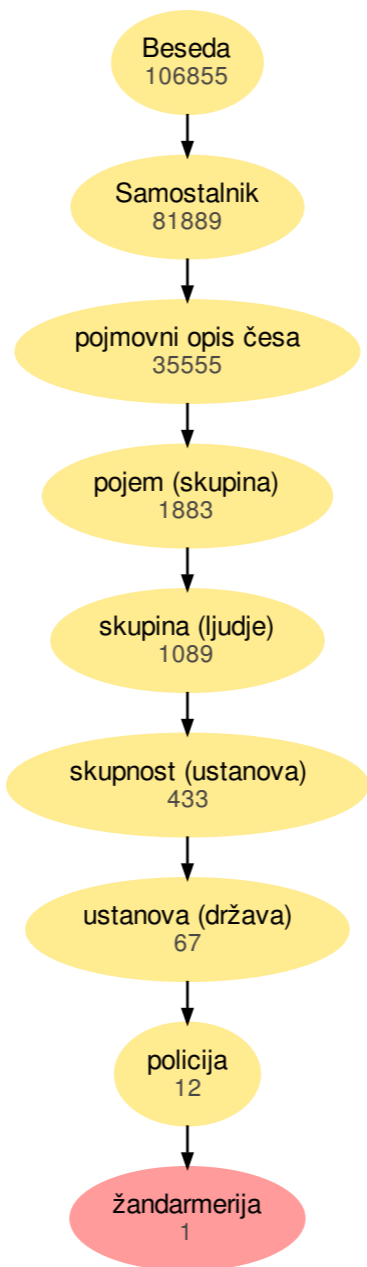 Beseda
106855
Samostalnik
81889
pojmovni opis česa
35555
pojem (skupina)
1883
skupina (ljudje)
1089
skupnost (ustanova)
433
ustanova (država)
67
policija
12
žandarmerija
1